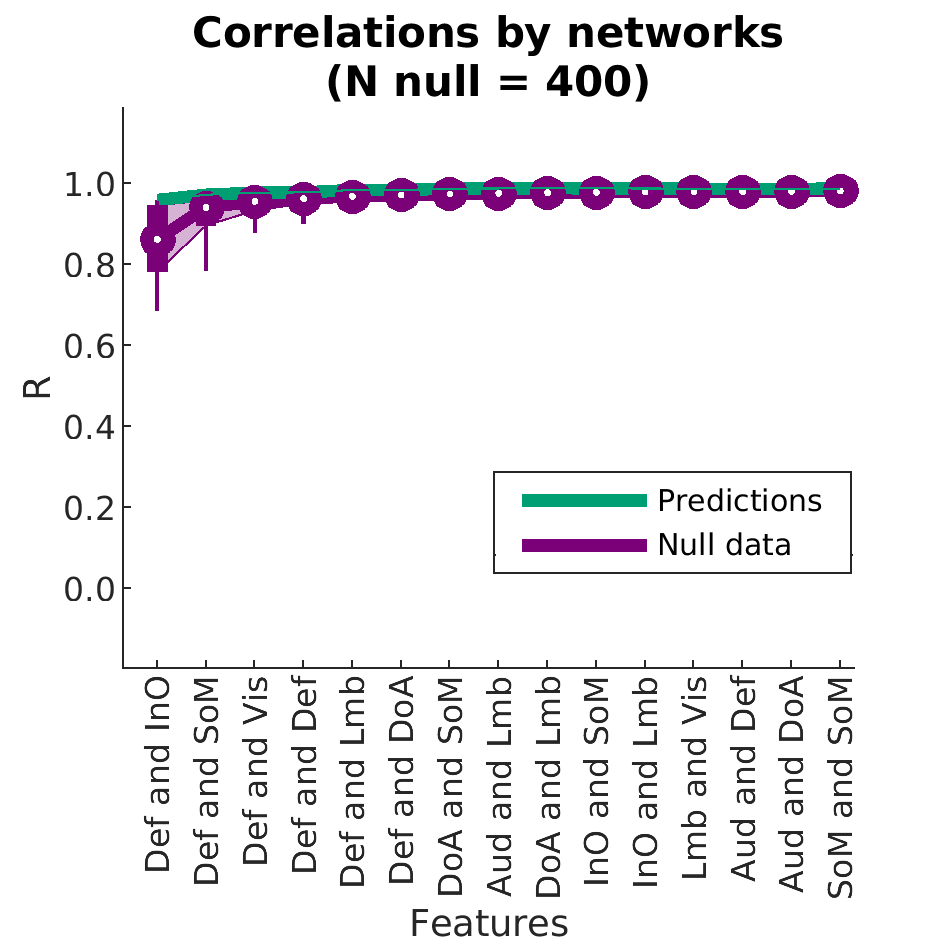 Correlations by networks
(N null = 400)
R
1.0
0.8
0.6
0.4
0.2
0.0
Predictions
Null data
Def and InO
Def and SoM
Def and Vis
Def and Def
Def and Lmb
Def and DoA
DoA and SoM
Aud and Lmb
DoA and Lmb
InO and SoM
InO and Lmb
Lmb and Vis
Aud and Def
Aud and DoA
SoM and SoM
Features